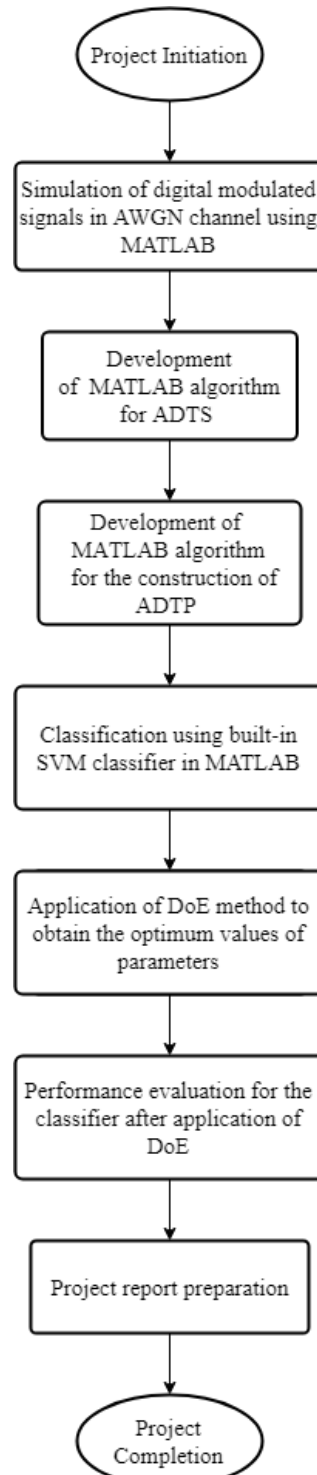 Project Initiation
Simulation of digital modulated
signals in AWGN channel using
MATLAB
Development
of MATLAB algorithm
for ADTS
Development of
MATLAB algorithm
for the construction of
ADTP
Classification using built-in
SVM classifier in MATLAB
Application of DoE method to
obtain the optimum values of
parameters
Performance evaluation for the
classifier after application of
DoE
Project report preparation
Project
Completion